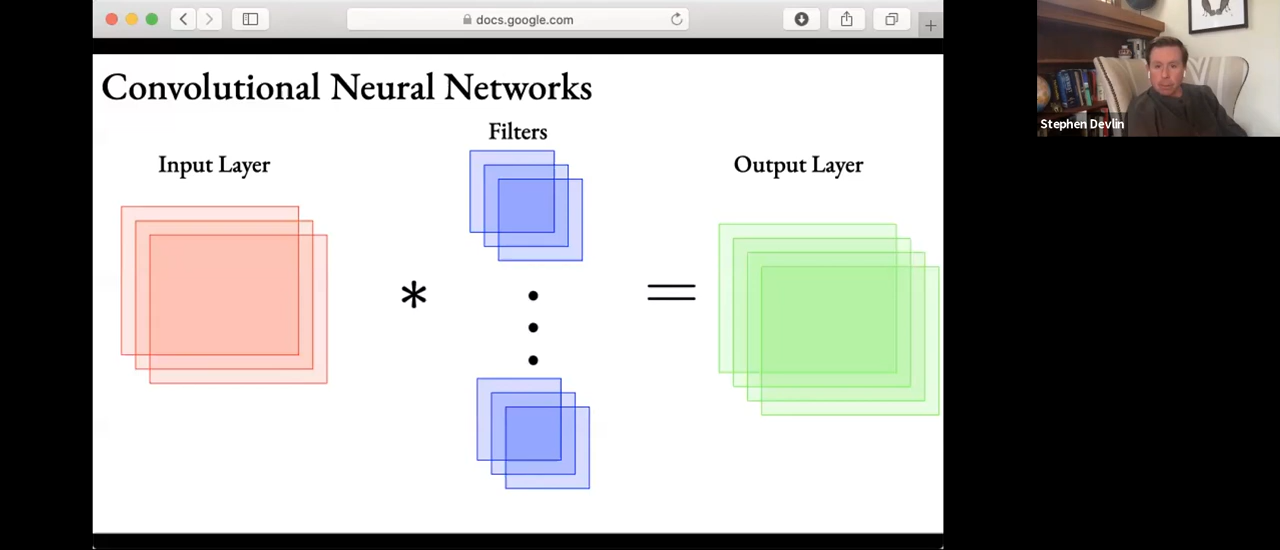 docs.google.com
Convolutional Neural Networks
Filters
Input Layer
Output Layer
*
=
Stephen Devlin